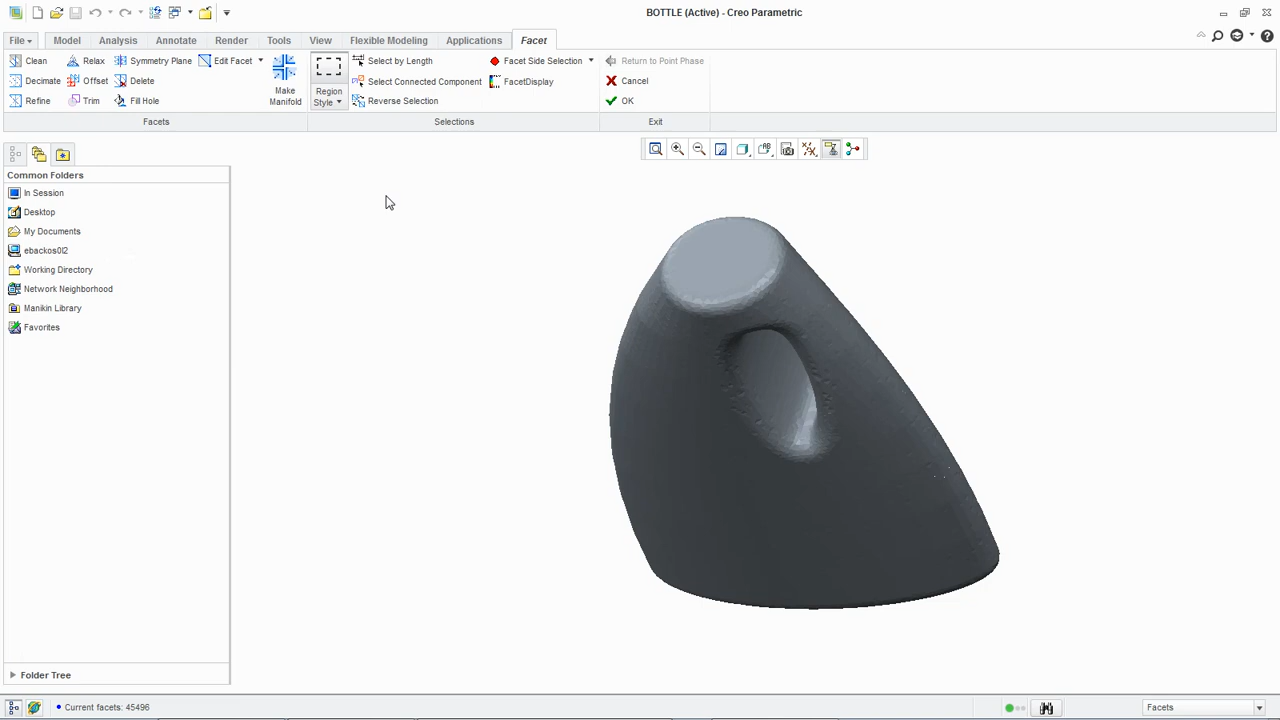 BOTTLE (Active) - Creo Parametric
File Model Analysis Annotate Render Tools View Flexible Modeling Applications Facet
Clean Relax Symmetry Plane Edit Facet Select by Length Facet Side Selection Return to Point Phase
Decimate Offset Delete Make Manifold Region Style Select Connected Component FacetDisplay Cancel
Refine Trim Fill Hole Reverse Selection OK
Facets Selections Exit
Common Folders
In Session
Desktop
My Documents
ebackos0l2
Working Directory
Network Neighborhood
Manikin Library
Favorites
Folder Tree
Current facets: 45496 Facets